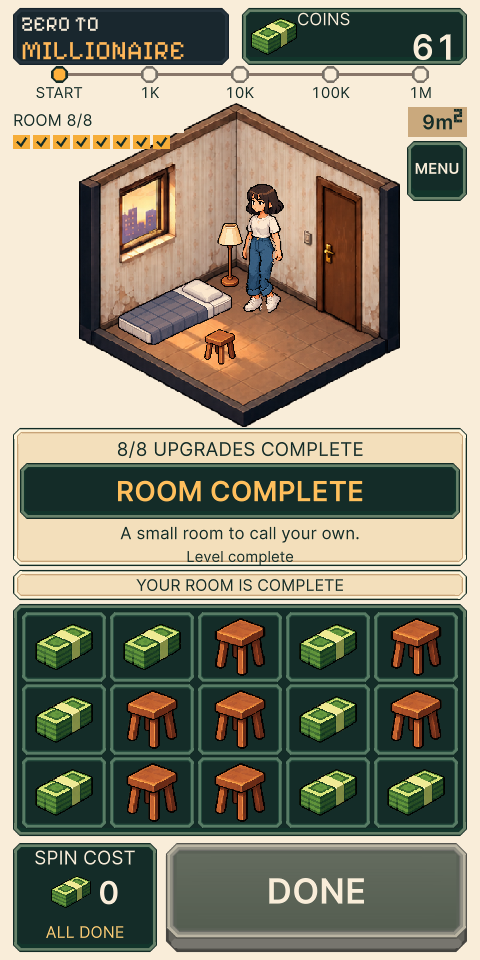 ZERO TO
MILLIONAIRE
COINS
61
START
1K
10K
100K
1M
ROOM 8/8
9m²
MENU
8/8 UPGRADES COMPLETE
ROOM COMPLETE
A small room to call your own.
Level complete
YOUR ROOM IS COMPLETE
SPIN COST
0
ALL DONE
DONE